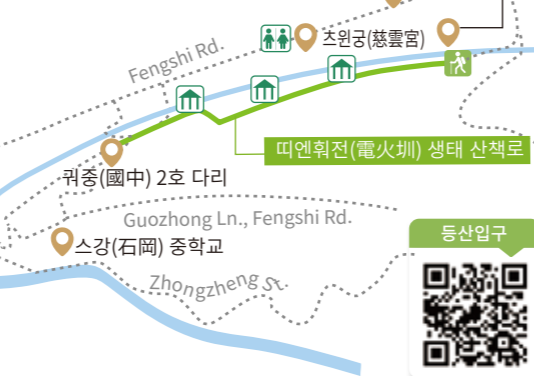 츠윈궁(慈雲宮)
Fengshi Rd.
띠엔훠전(電火圳) 생태 산책로
궈중(國中) 2호 다리
Guozhong Ln., Fengshi Rd.
등산입구
스강(石岡) 중학교
Zhongzheng St.